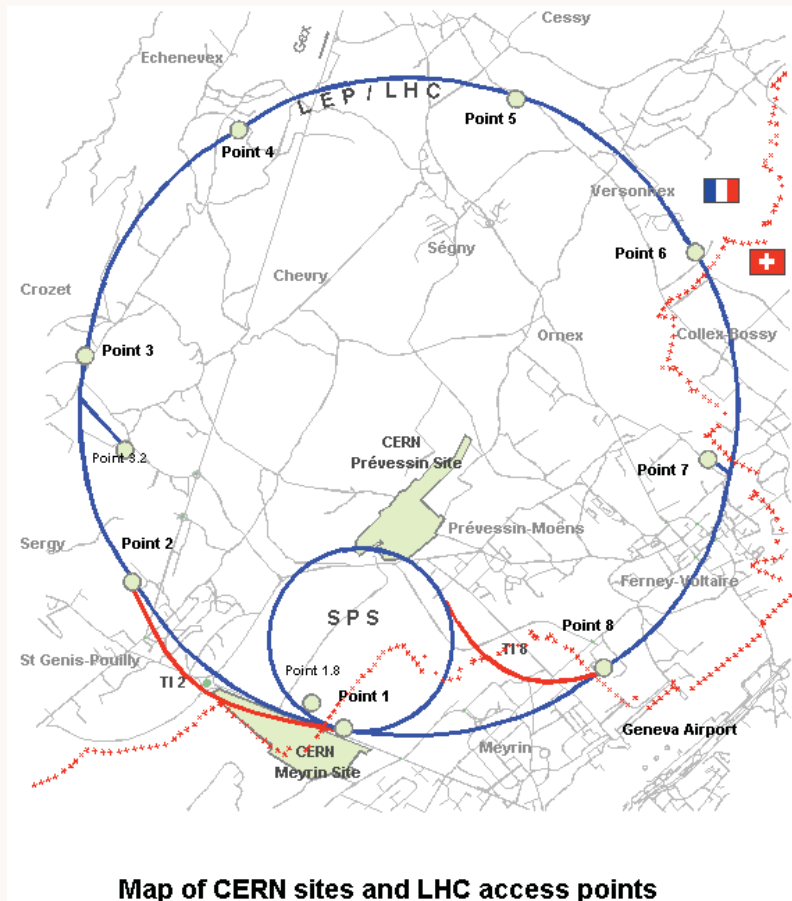 Cessy
Gex
Echenevex
LEP / LHC
Point 5
Point 4
Versonnex
Ségny
Point 6
Chevry
Crozet
Ornex
Collex-Bossy
Point 3
CERN
Prévessin Site
Point 3.2
Point 7
Prévessin-Moëns
Sergy
Point 2
Ferney-Voltaire
SPS
Point 8
TI 8
St Genis-Pouilly
Point 1.8
TI 2
Point 1
Geneva Airport
Meyrin
CERN
Meyrin Site
Map of CERN sites and LHC access points